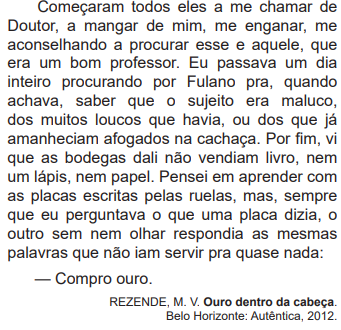 Começaram todos eles a me chamar de
Doutor, a mangar de mim, me enganar, me
aconselhando a procurar esse e aquele, que
era um bom professor. Eu passava um dia
inteiro procurando por Fulano pra, quando
achava, saber que o sujeito era maluco,
dos muitos loucos que havia, ou dos que já
amanheciam afogados na cachaça. Por fim, vi
que as bodegas dali não vendiam livro, nem
um lápis, nem papel. Pensei em aprender com
as placas escritas pelas ruelas, mas, sempre
que eu perguntava o que uma placa dizia, o
outro sem nem olhar respondia as mesmas
palavras que não iam servir pra quase nada:
— Compro ouro.
REZENDE, M. V. Ouro dentro da cabeça.
Belo Horizonte: Autêntica, 2012.